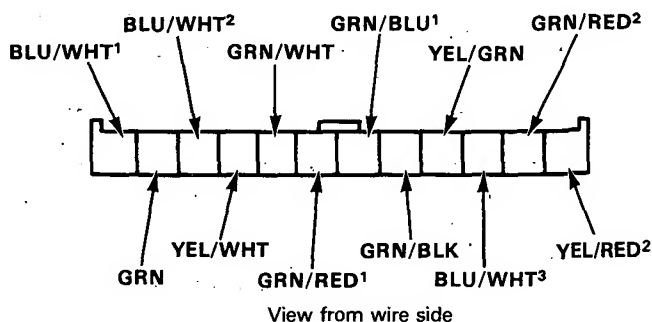 BLU/WHT¹ BLU/WHT² GRN/WHT GRN/BLU¹ YEL/GRN GRN/RED²
GRN YEL/WHT GRN/RED¹ GRN/BLK BLU/WHT³ YEL/RED²
View from wire side